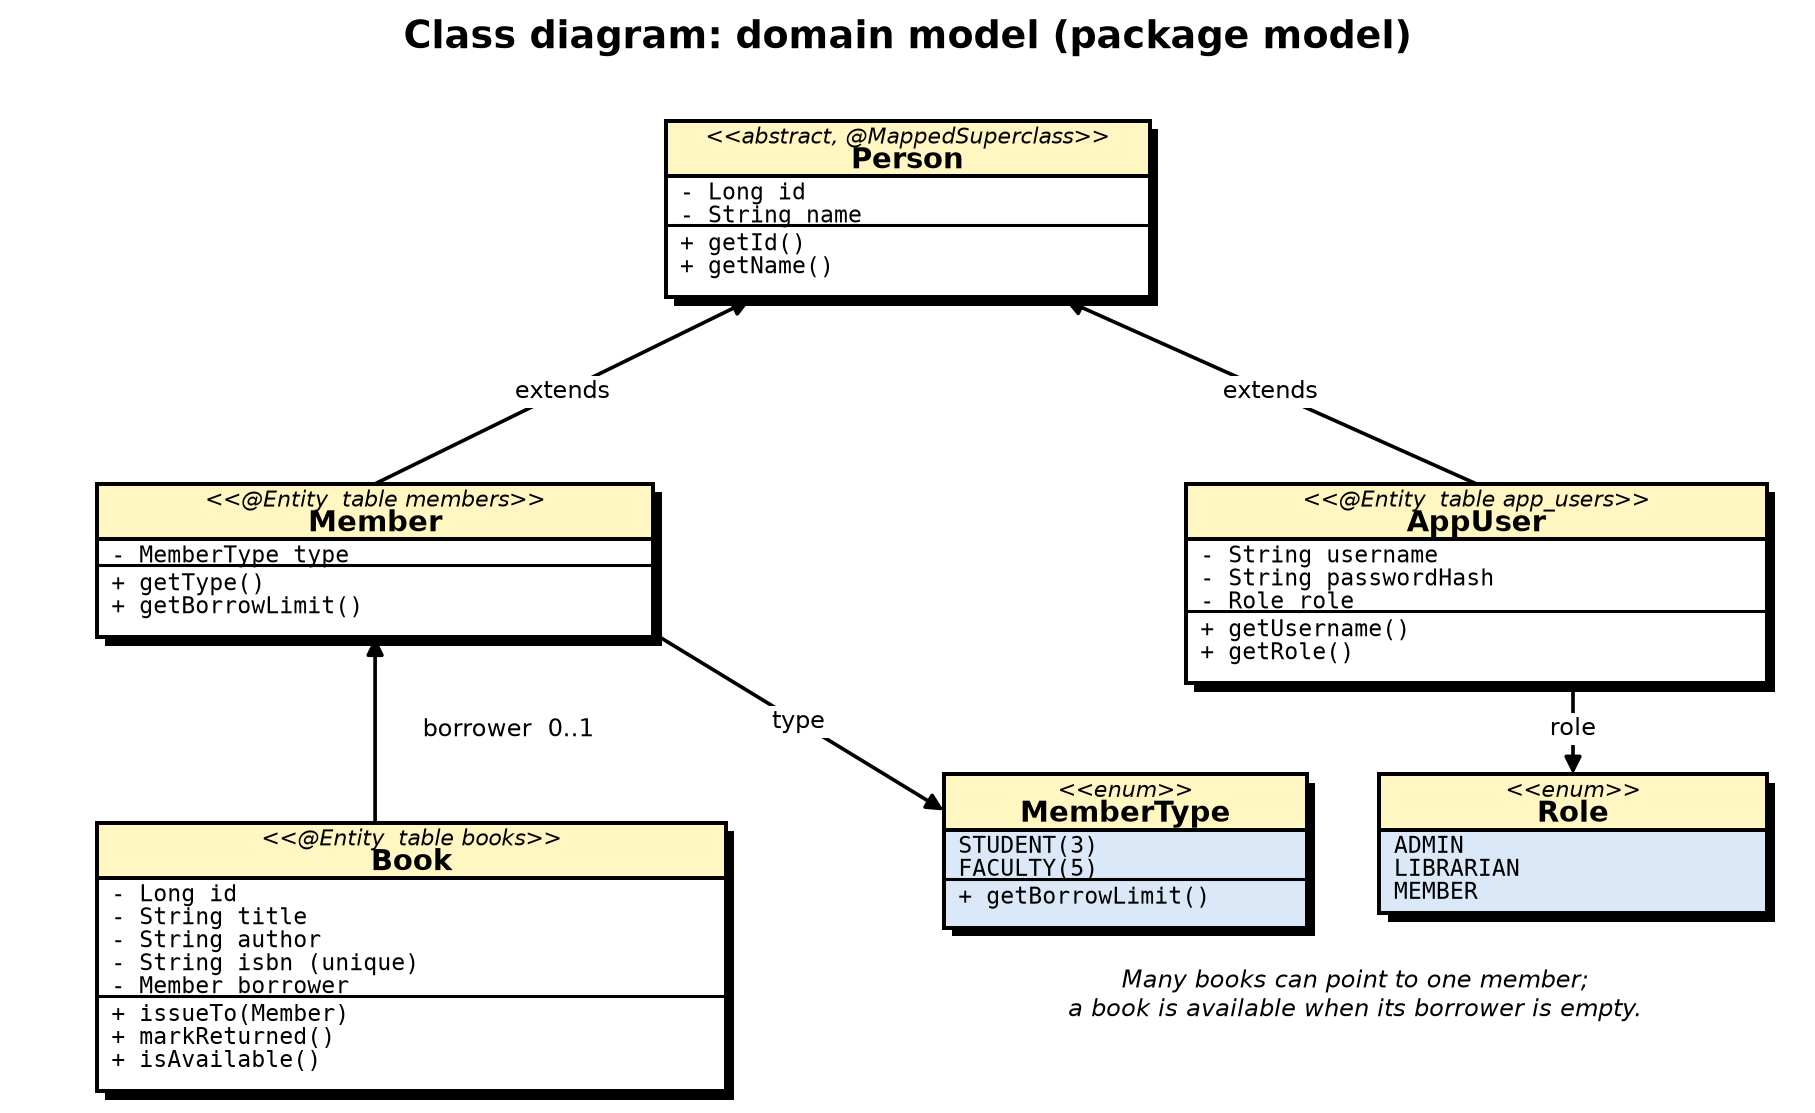 Class diagram: domain model (package model)
<<abstract, @MappedSuperclass>>
Person
- Long id
- String name
+ getId()
+ getName()
extends
extends
<<@Entity  table members>>
Member
- MemberType type
+ getType()
+ getBorrowLimit()
<<@Entity  table app_users>>
AppUser
- String username
- String passwordHash
- Role role
+ getUsername()
+ getRole()
borrower  0..1
type
role
<<@Entity  table books>>
Book
- Long id
- String title
- String author
- String isbn (unique)
- Member borrower
+ issueTo(Member)
+ markReturned()
+ isAvailable()
<<enum>>
MemberType
STUDENT(3)
FACULTY(5)
+ getBorrowLimit()
<<enum>>
Role
ADMIN
LIBRARIAN
MEMBER
Many books can point to one member;
a book is available when its borrower is empty.